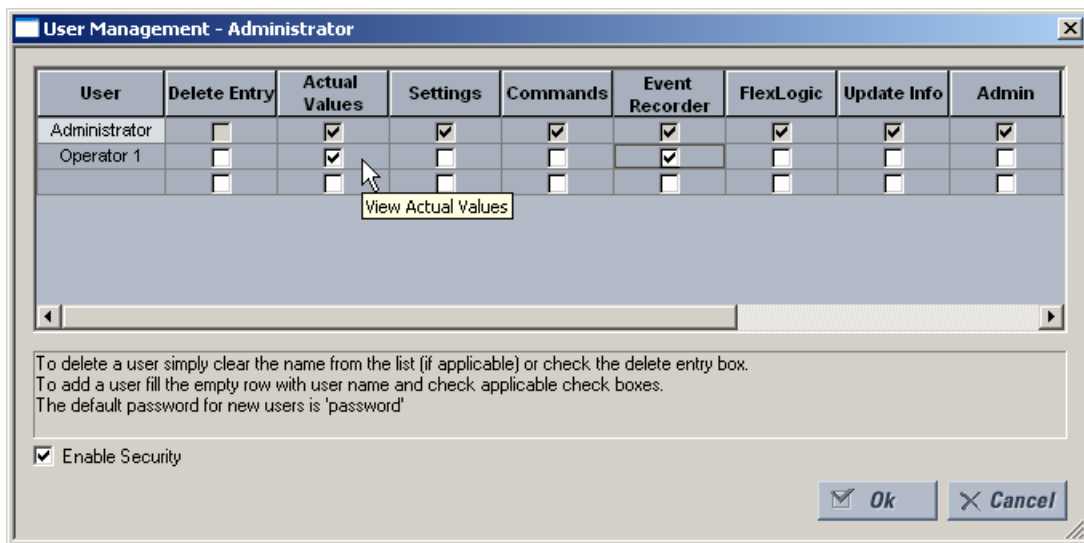 User Management - Administrator
User Delete Entry Actual Values Settings Commands Event Recorder FlexLogic Update Info Admin
Administrator
Operator 1
View Actual Values
To delete a user simply clear the name from the list (if applicable) or check the delete entry box.
To add a user fill the empty row with user name and check applicable check boxes.
The default password for new users is 'password'
Enable Security
Ok Cancel